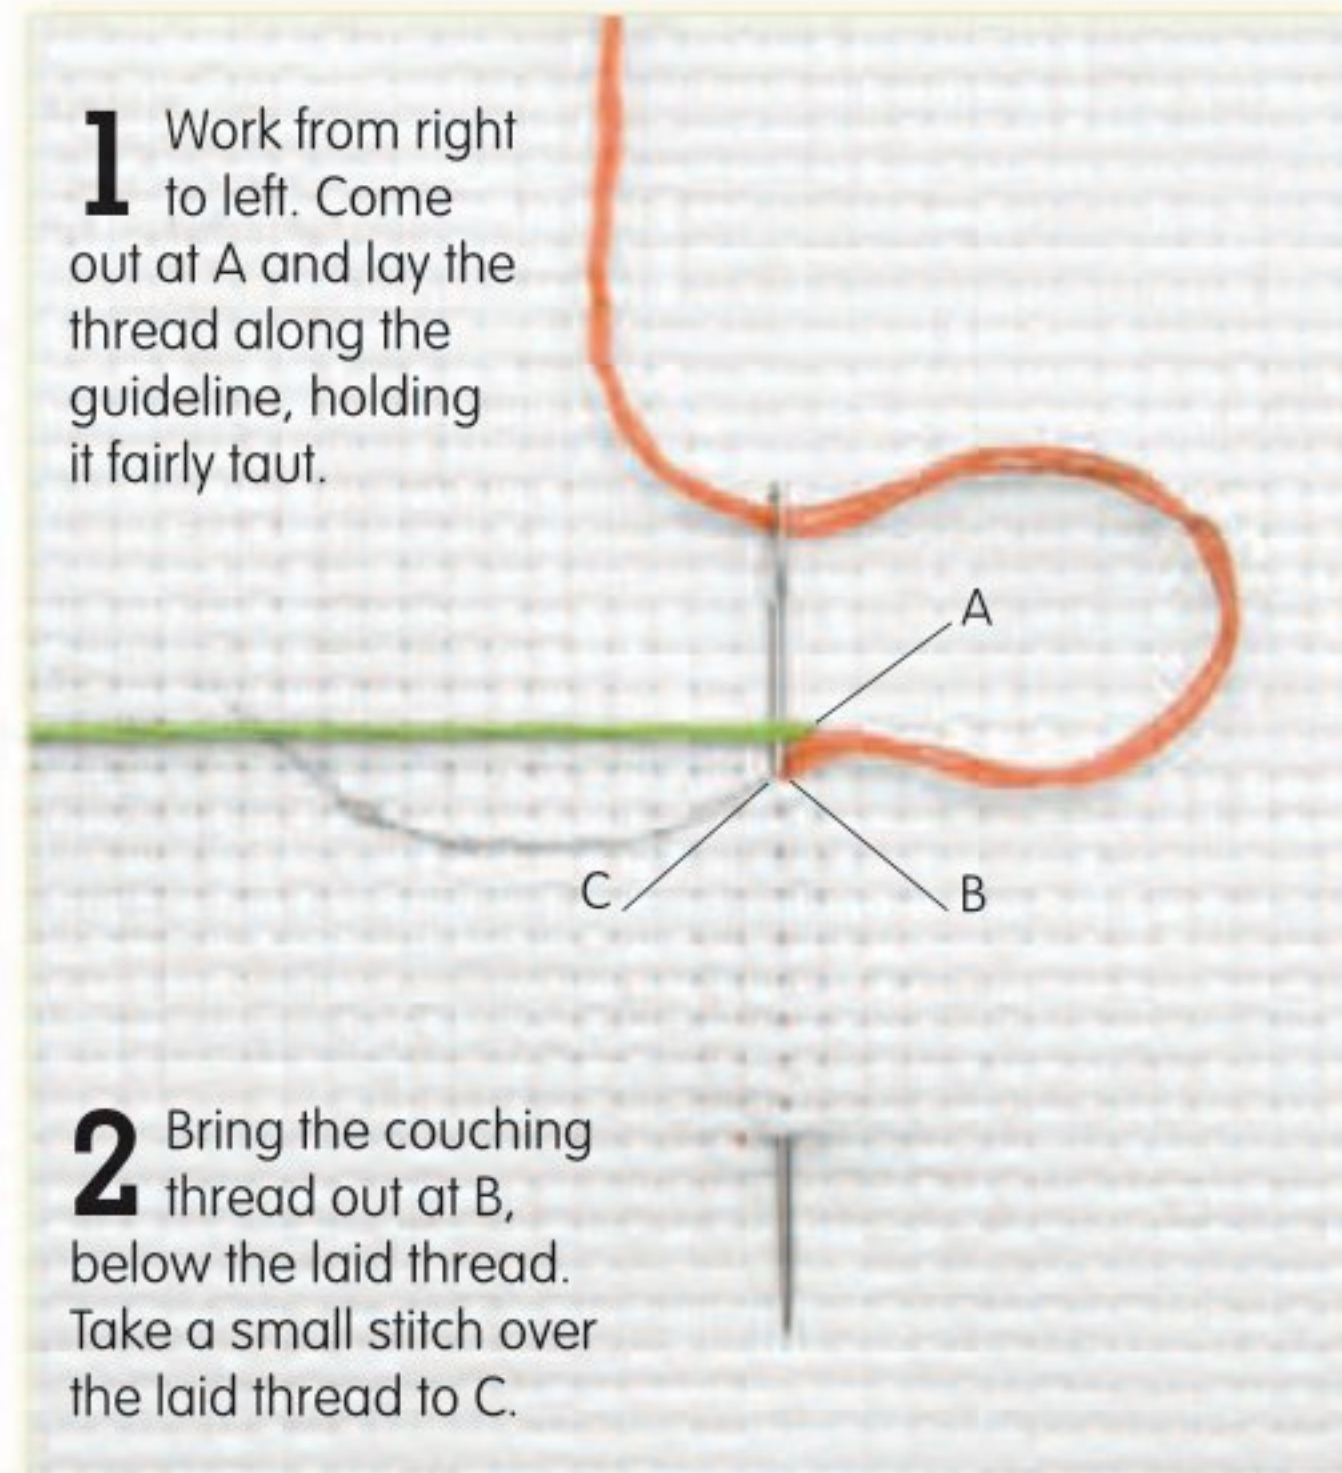 1 Work from right
to left. Come
out at A and lay the
thread along the
guideline, holding
it fairly taut.
A
C
B
2 Bring the couching
thread out at B,
below the laid thread.
Take a small stitch over
the laid thread to C.